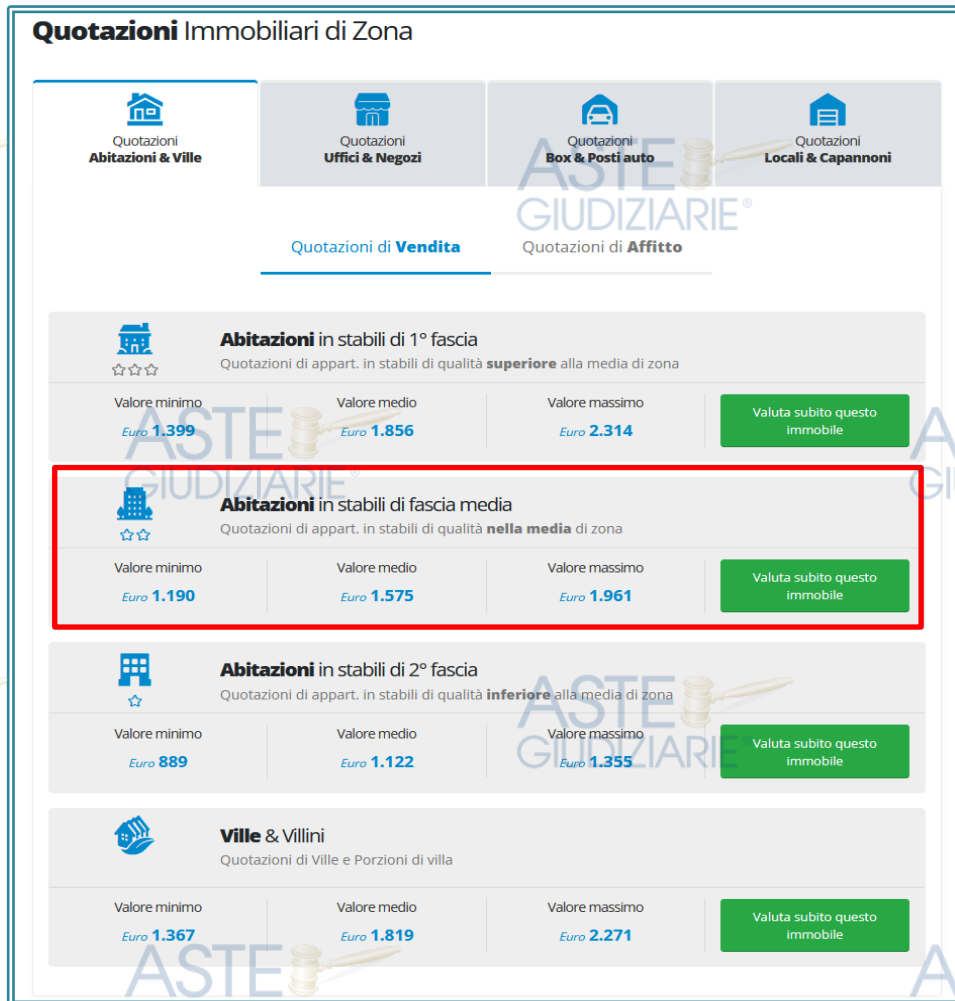 Quotazioni Immobiliari di Zona
Quotazioni
Abitazioni & Ville
Quotazioni
Uffici & Negozi
Quotazioni
Box & Posti auto
Quotazioni
Locali & Capannoni
ASTE
GIUDIZIARIE®
Quotazioni di Vendita
Quotazioni di Affitto
Abitazioni in stabili di 1° fascia
Quotazioni di appart. in stabili di qualità superiore alla media di zona
Valore minimo
Euro 1.399
Valore medio
Euro 1.856
Valore massimo
Euro 2.314
Valuta subito questo
immobile
ASTE
GIUDIZIARIE®
Abitazioni in stabili di fascia media
Quotazioni di appart. in stabili di qualità nella media di zona
Valore minimo
Euro 1.190
Valore medio
Euro 1.575
Valore massimo
Euro 1.961
Valuta subito questo
immobile
Abitazioni in stabili di 2° fascia
Quotazioni di appart. in stabili di qualità inferiore alla media di zona
Valore minimo
Euro 889
Valore medio
Euro 1.122
Valore massimo
Euro 1.355
Valuta subito questo
immobile
ASTE
GIUDIZIARIE®
Ville & Villini
Quotazioni di Ville e Porzioni di villa
Valore minimo
Euro 1.367
Valore medio
Euro 1.819
Valore massimo
Euro 2.271
Valuta subito questo
immobile
ASTE